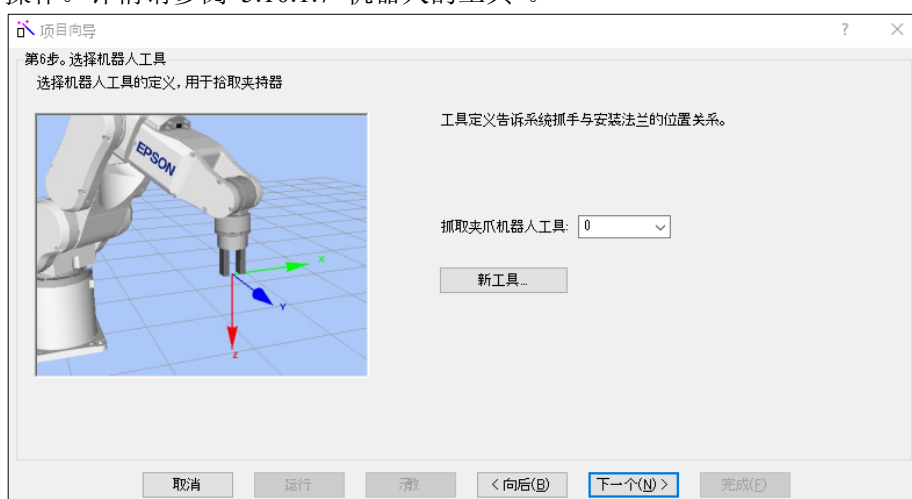 操作。详情请参阅"5.10.1.7 机器人的工具"。
项目向导
?
第6步。选择机器人工具
选择机器人工具的定义,用于拾取夹持器
工具定义告诉系统抓手与安装法兰的位置关系。
EPSON
抓取夹爪机器人工具: 0
X
新工具…
Y
Z
取消 运行 示教 < 向后(B) 下一个(N) > 完成(F)